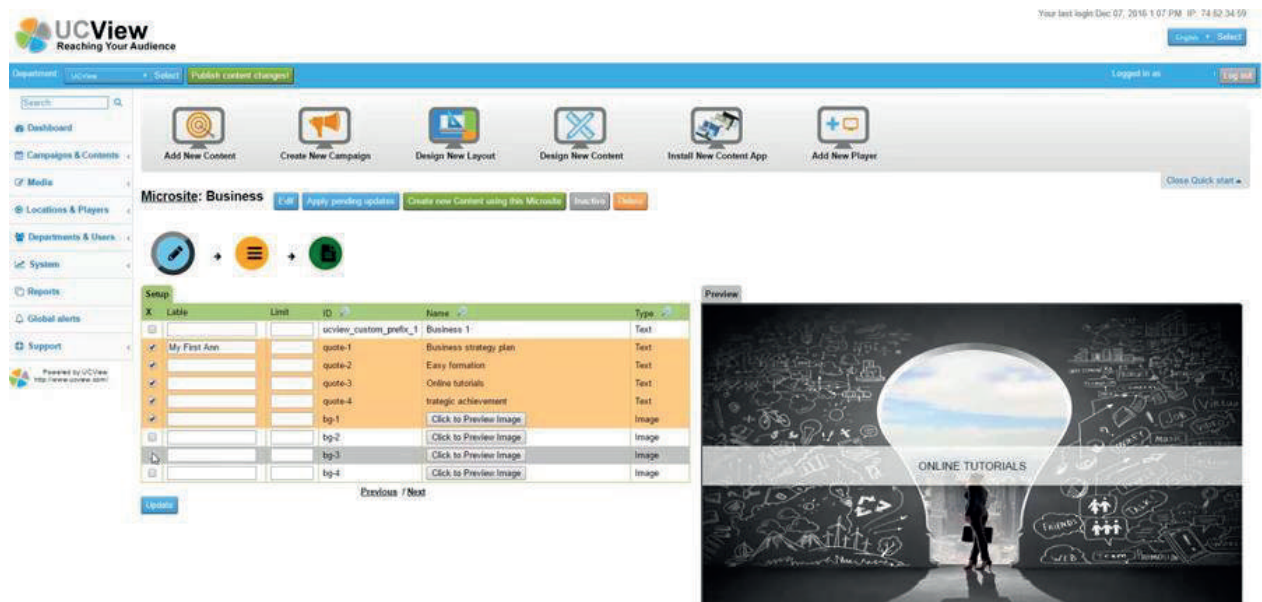 Your last login Dec 07, 2016 1:07 PM IP: 74.62.34.59
UCView
Reaching Your Audience
English Select
Department UCView Select Publish content changes!
Logged in as Log out
Search
Dashboard
Campaigns & Contents
Media
Locations & Players
Departments & Users
System
Reports
Global alerts
Support
Powered by UCView
http://www.ucview.com/
Add New Content
Create New Campaign
Design New Layout
Design New Content
Install New Content App
Add New Player
Close Quick start
Microsite: Business Edit Apply pending updates Create new Content using this Microsite Inactive Delete
Setup
X Lable Limit ID Name Type
ucview_custom_prefix_1 Business 1 Text
My First Ann quote-1 Business strategy plan Text
quote-2 Easy formation Text
quote-3 Online tutorials Text
quote-4 trategic achievement Text
bg-1 Click to Preview Image Image
bg-2 Click to Preview Image Image
bg-3 Click to Preview Image Image
bg-4 Click to Preview Image Image
Previous / Next
Update
Preview
ONLINE TUTORIALS
FRIENDS
WEB